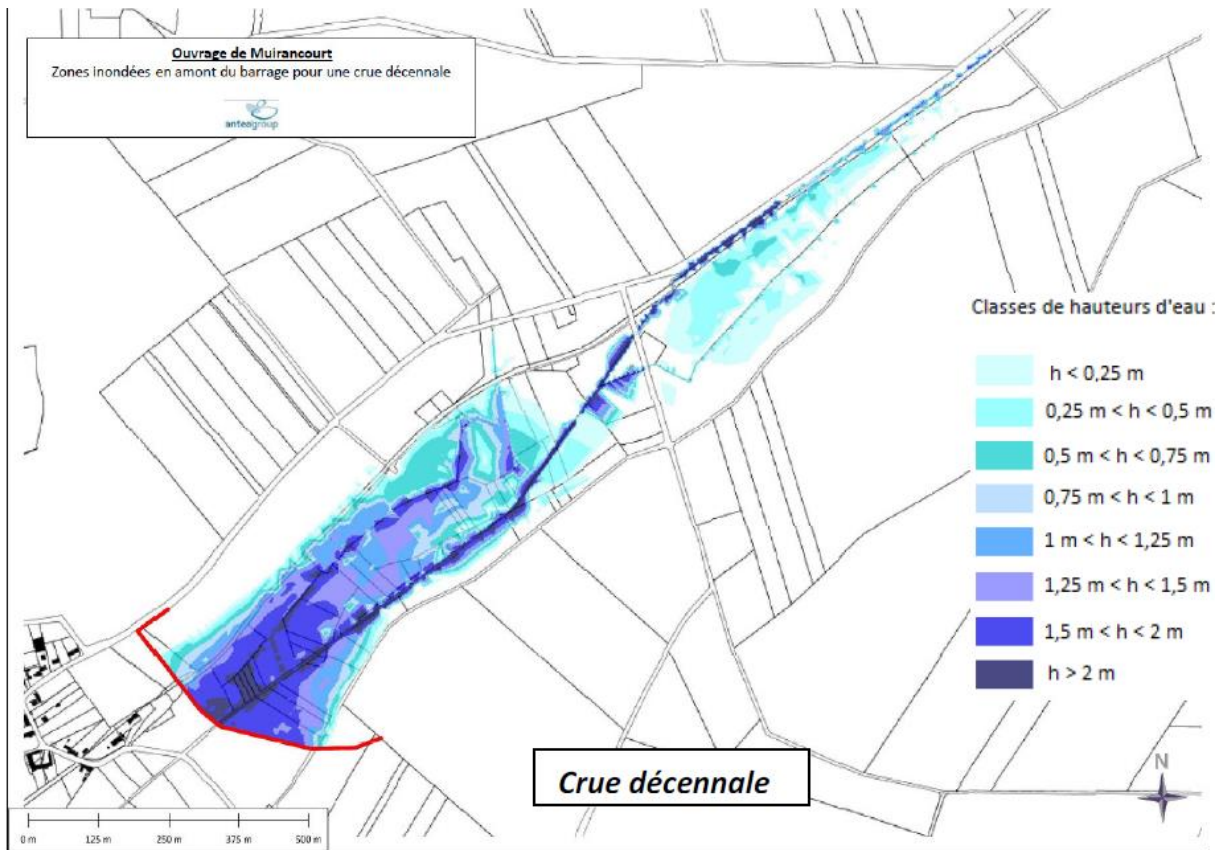 Ouvrage de Muirancourt
Zones inondées en amont du barrage pour une crue décennale
anteagroup
Classes de hauteurs d'eau :
h < 0,25 m
0,25 m < h < 0,5 m
0,5 m < h < 0,75 m
0,75 m < h < 1 m
1 m < h < 1,25 m
1,25 m < h < 1,5 m
1,5 m < h < 2 m
h > 2 m
Crue décennale
N
0 m 125 m 250 m 375 m 500 m